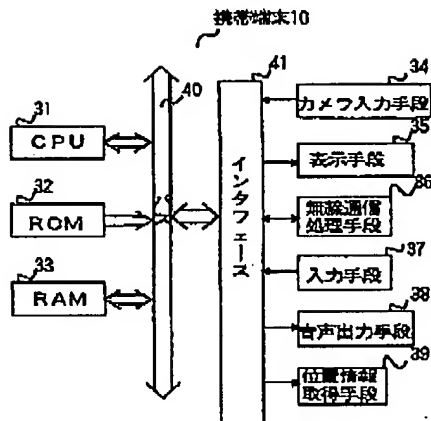 携帯端末10
31
CPU
32
ROM
33
RAM
40
バス
41
インタフェース
34
カメラ入力手段
35
表示手段
36
無線通信
処理手段
37
入力手段
38
音声出力手段
39
位置情報
取得手段